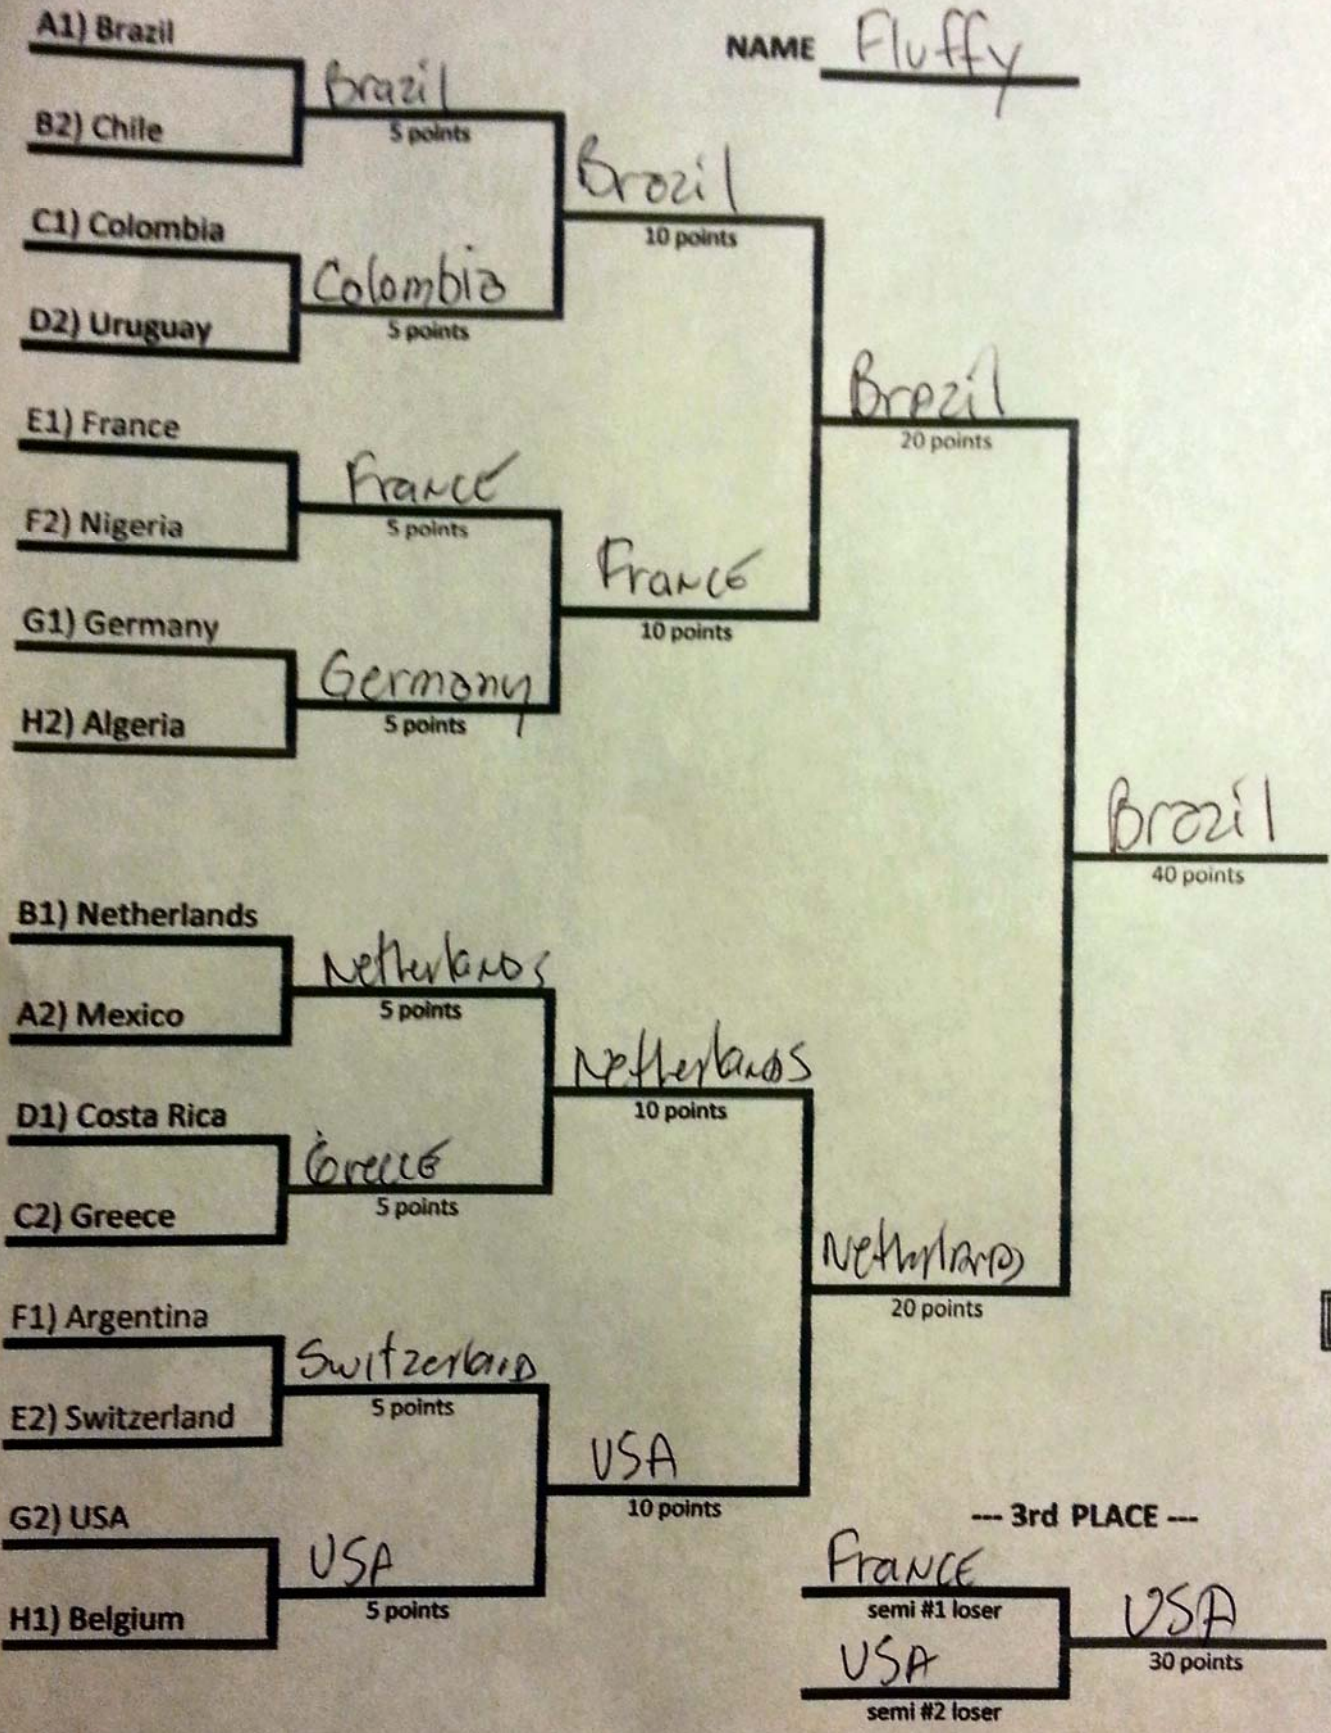 A1) Brazil
NAME Fluffy
Brazil
5 points
B2) Chile
Brazil
10 points
C1) Colombia
Colombia
5 points
D2) Uruguay
Brazil
20 points
E1) France
France
5 points
F2) Nigeria
France
10 points
G1) Germany
Germany
5 points
H2) Algeria
Brazil
40 points
B1) Netherlands
Netherlands
5 points
A2) Mexico
Netherlands
10 points
D1) Costa Rica
Greece
5 points
C2) Greece
Netherlands
20 points
F1) Argentina
Switzerland
5 points
E2) Switzerland
USA
10 points
G2) USA
--- 3rd PLACE ---
USA
5 points
France
semi #1 loser
H1) Belgium
USA
30 points
USA
semi #2 loser